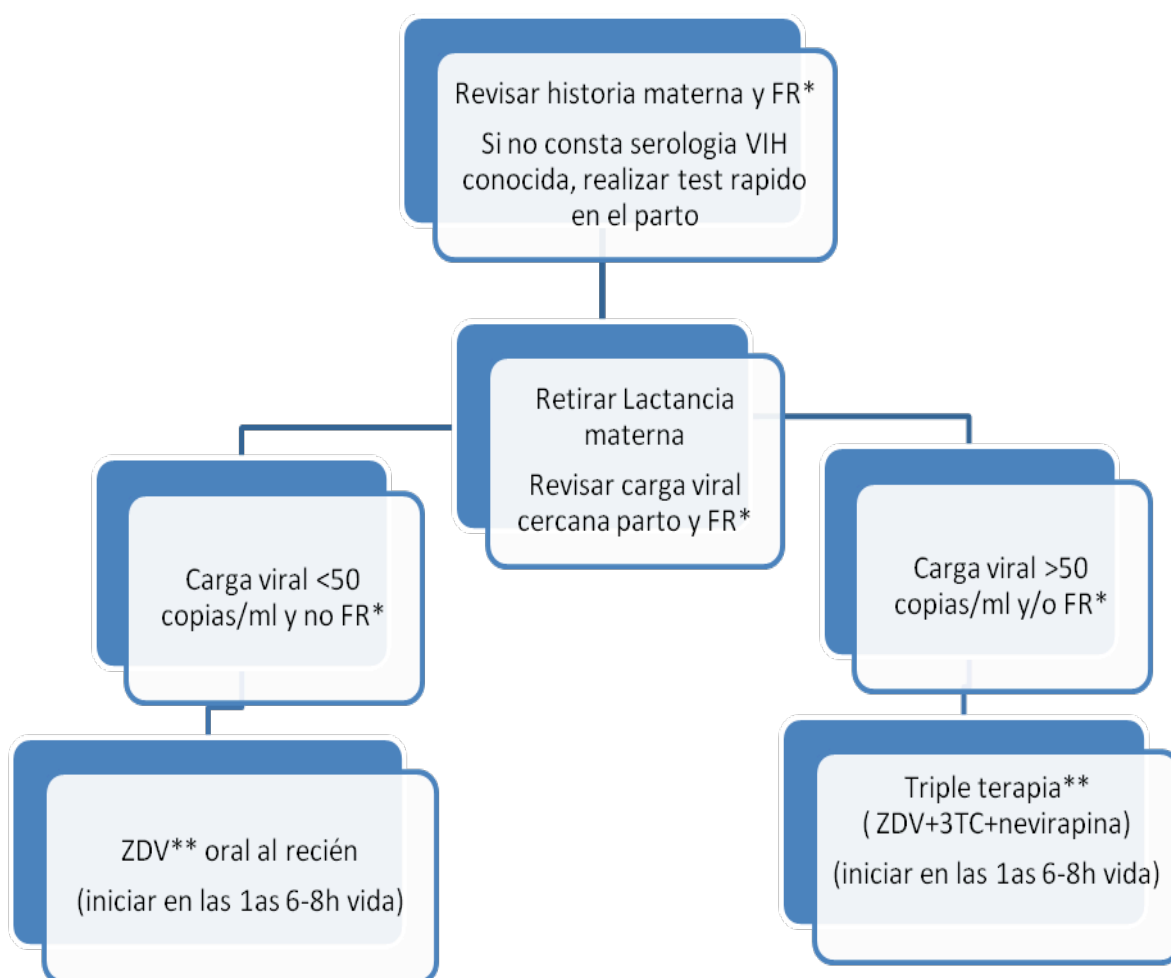 Revisar historia materna y FR*
Si no consta serologia VIH
conocida, realizar test rapido
en el parto
Retirar Lactancia
materna
Revisar carga viral
cercana parto y FR*
Carga viral <50
copias/ml y no FR*
Carga viral >50
copias/ml y/o FR*
ZDV** oral al recién
(iniciar en las 1as 6-8h vida)
Triple terapia**
( ZDV+3TC+nevirapina)
(iniciar en las 1as 6-8h vida)